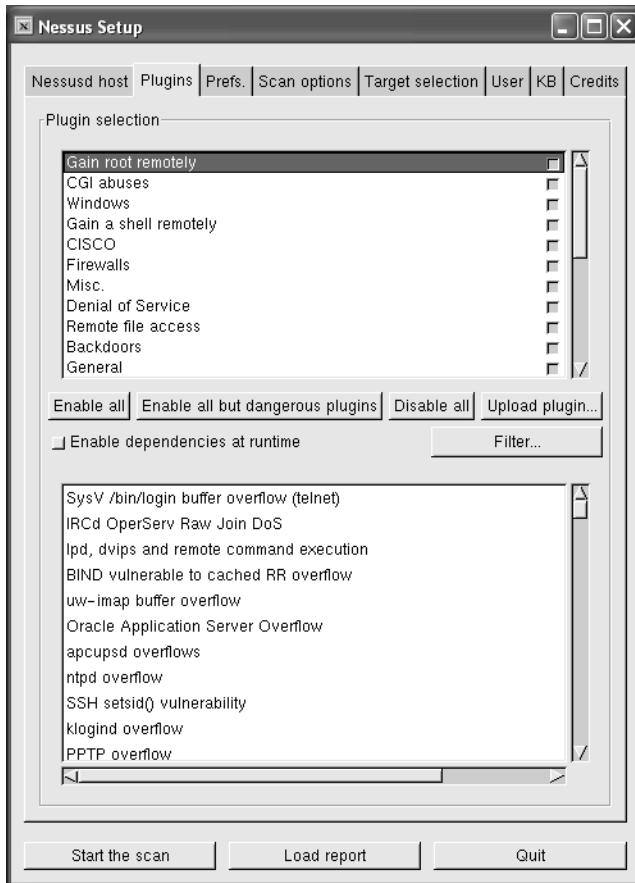 Nessus Setup
Nessusd host Plugins Prefs. Scan options Target selection User KB Credits
Plugin selection
Gain root remotely
CGI abuses
Windows
Gain a shell remotely
CISCO
Firewalls
Misc.
Denial of Service
Remote file access
Backdoors
General
Enable all Enable all but dangerous plugins Disable all Upload plugin...
Enable dependencies at runtime Filter...
SysV /bin/login buffer overflow (telnet)
IRCd OperServ Raw Join DoS
lpd, dvips and remote command execution
BIND vulnerable to cached RR overflow
uw-imap buffer overflow
Oracle Application Server Overflow
apcupsd overflows
ntpd overflow
SSH setsid() vulnerability
klogind overflow
PPTP overflow
Start the scan Load report Quit